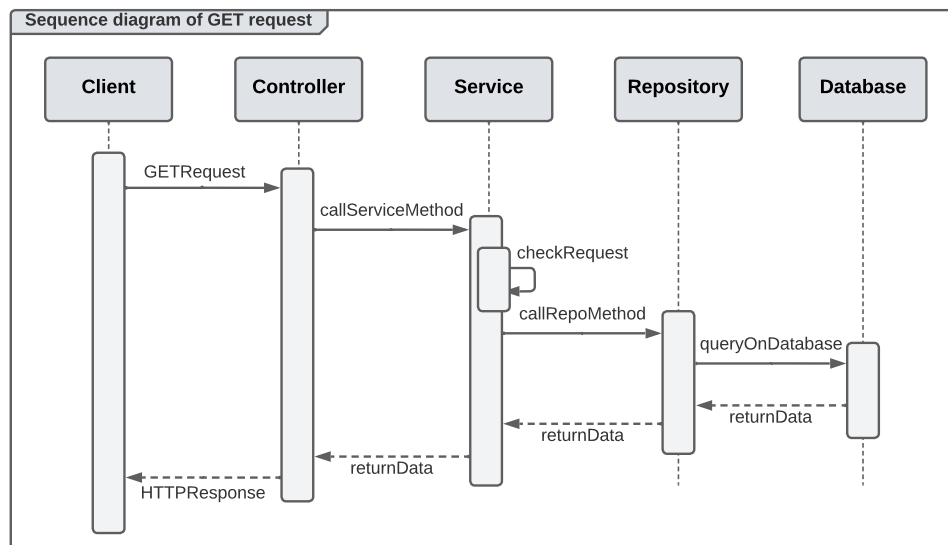 Sequence diagram of GET request
Client
Controller
Service
Repository
Database
GETRequest
callServiceMethod
checkRequest
callRepoMethod
queryOnDatabase
returnData
returnData
returnData
HTTPResponse